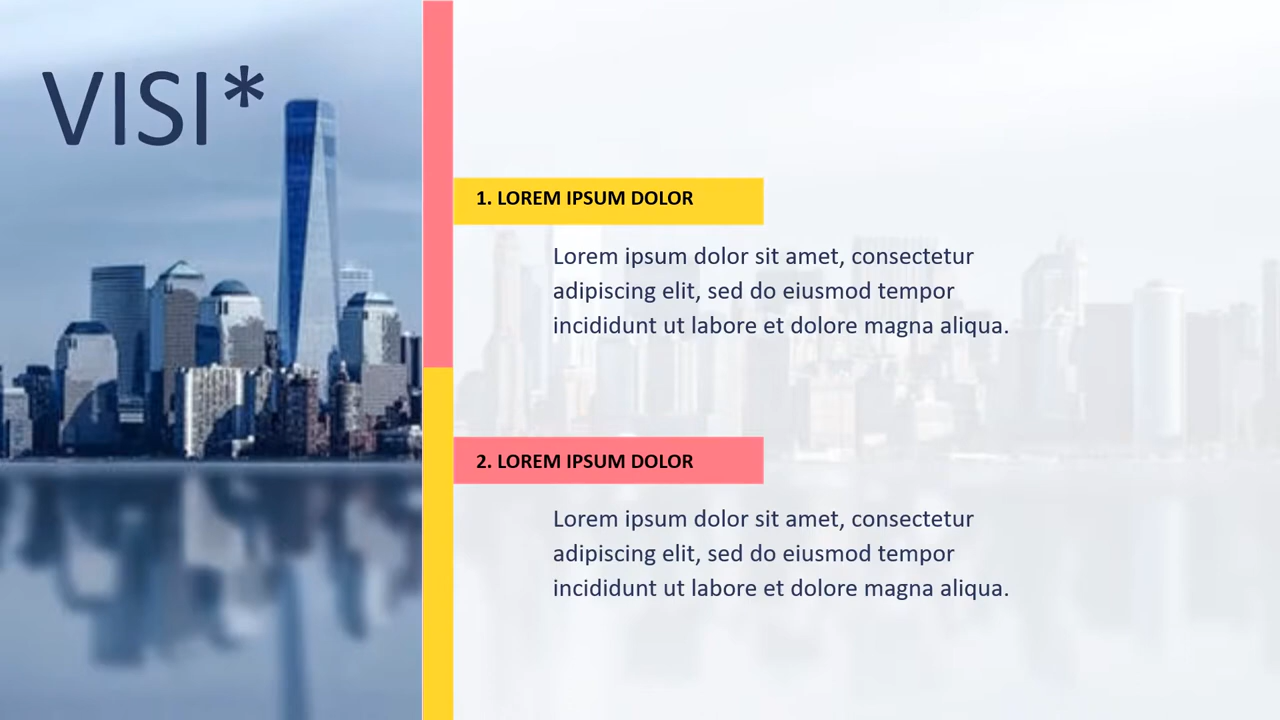 VISI*
1. LOREM IPSUM DOLOR
Lorem ipsum dolor sit amet, consectetur
adipiscing elit, sed do eiusmod tempor
incididunt ut labore et dolore magna aliqua.
2. LOREM IPSUM DOLOR
Lorem ipsum dolor sit amet, consectetur
adipiscing elit, sed do eiusmod tempor
incididunt ut labore et dolore magna aliqua.